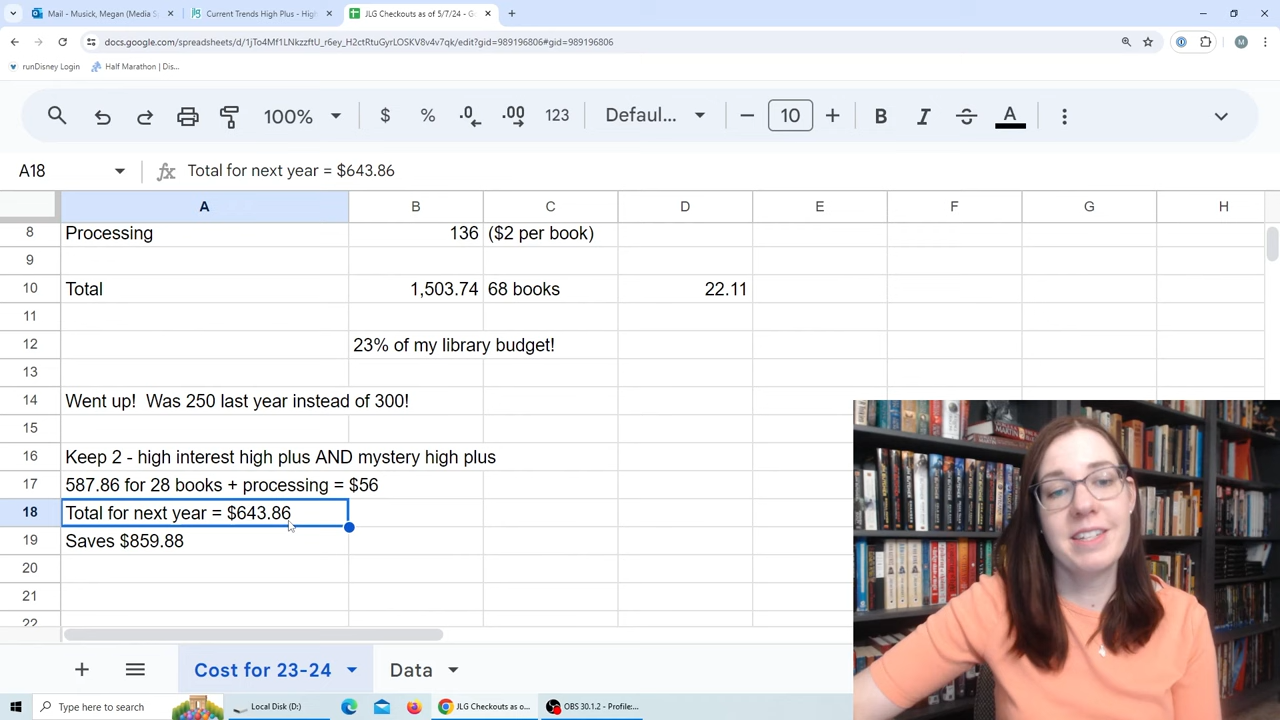 Mail - Musick, Megan (Media S
Current Trends High Plus - High
JLG Checkouts as of 5/7/24 - G
docs.google.com/spreadsheets/d/1jTo4Mf1LNkzzftU_r6ey_H2ctRtuGyrLOSKV8v4v7qk/edit?gid=989196806#gid=989196806
M
runDisney Login
Half Marathon | Dis...
100%
$
%
.0
.00
123
Defaul...
10
B
I
S
A
A18
fx
Total for next year = $643.86
A B C D E F G H
8 Processing 136 ($2 per book)
9
10 Total 1,503.74 68 books 22.11
11
12 23% of my library budget!
13
14 Went up! Was 250 last year instead of 300!
15
16 Keep 2 - high interest high plus AND mystery high plus
17 587.86 for 28 books + processing = $56
18 Total for next year = $643.86
19 Saves $859.88
20
21
22
Cost for 23-24
Data
Type here to search
Local Disk (D:)
JLG Checkouts as o...
OBS 30.1.2 - Profile:...